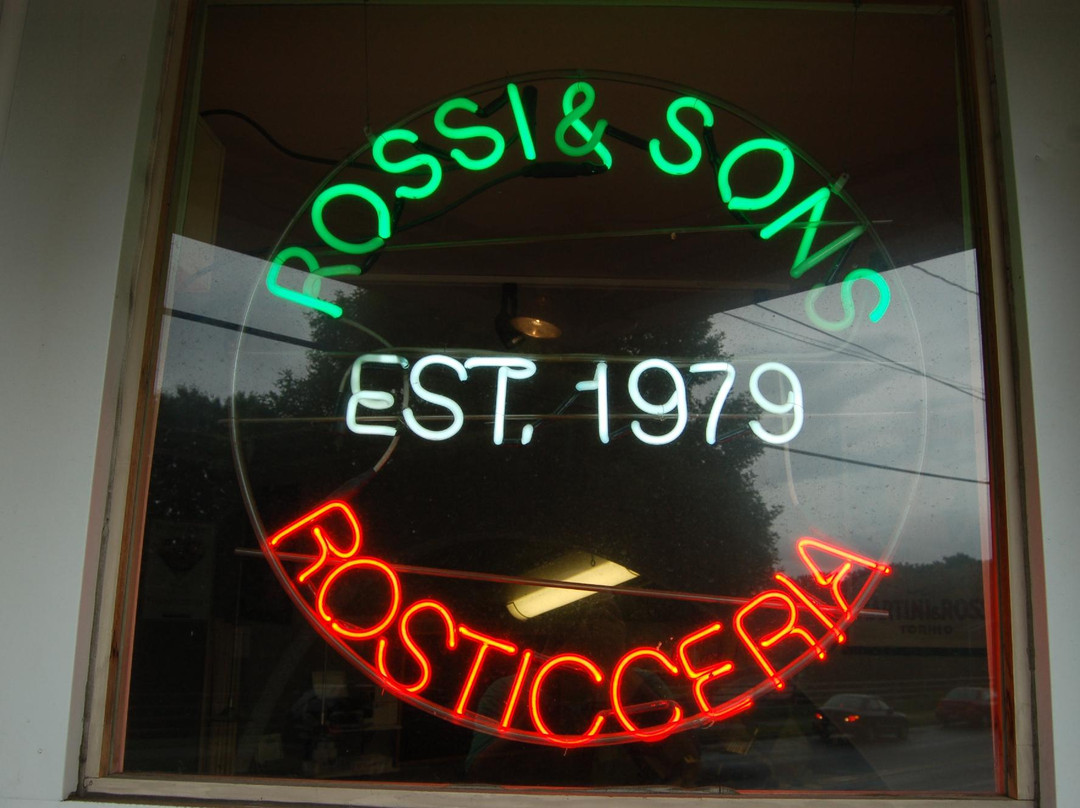 ROSSI & SONS
EST. 1979
ROSTICCERIA